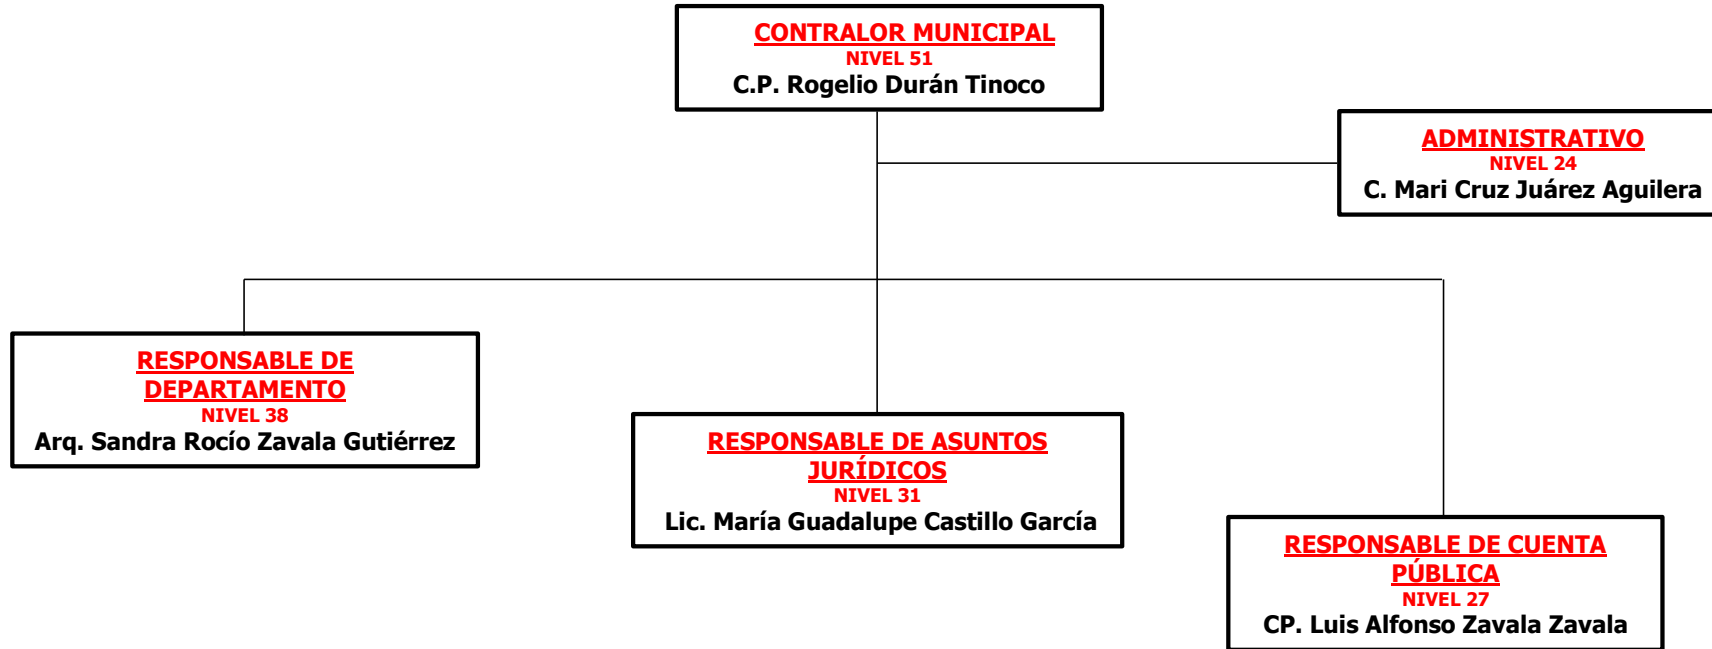 CONTRALOR MUNICIPAL
NIVEL 51
C.P. Rogelio Durán Tinoco
ADMINISTRATIVO
NIVEL 24
C. Mari Cruz Juárez Aguilera
RESPONSABLE DE
DEPARTAMENTO
NIVEL 38
Arq. Sandra Rocío Zavala Gutiérrez
RESPONSABLE DE ASUNTOS
JURÍDICOS
NIVEL 31
Lic. María Guadalupe Castillo García
RESPONSABLE DE CUENTA
PÚBLICA
NIVEL 27
CP. Luis Alfonso Zavala Zavala